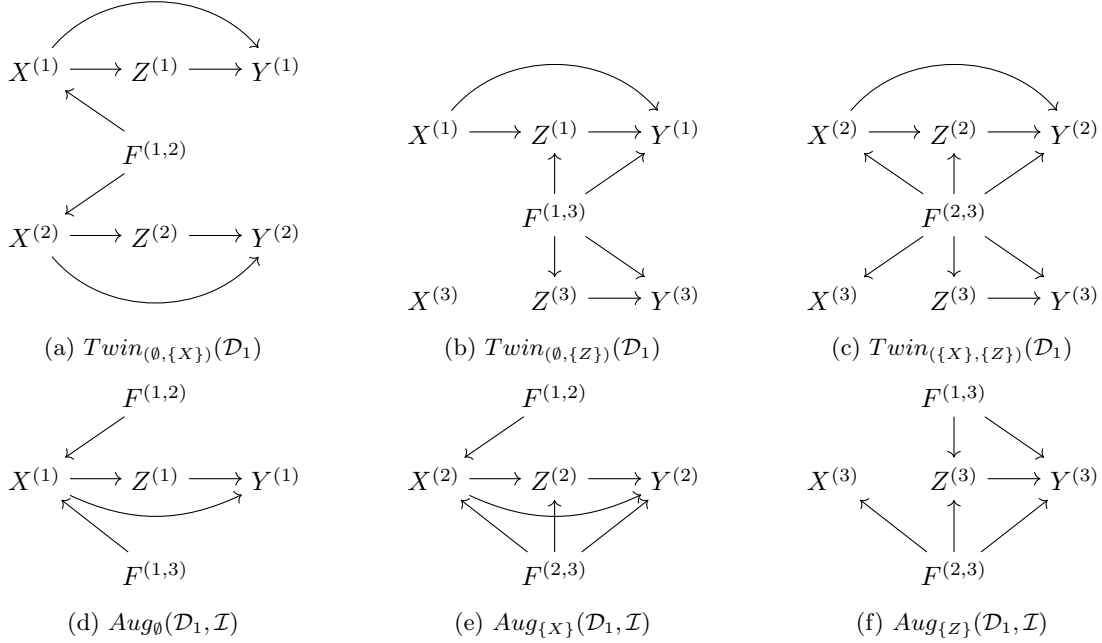 X^{(1)} Z^{(1)} Y^{(1)}
F^{(1,2)}
X^{(2)} Z^{(2)} Y^{(2)}
(a) Twin_{(∅,{X})}(𝒟_1)
X^{(1)} Z^{(1)} Y^{(1)}
F^{(1,3)}
X^{(3)} Z^{(3)} Y^{(3)}
(b) Twin_{(∅,{Z})}(𝒟_1)
X^{(2)} Z^{(2)} Y^{(2)}
F^{(2,3)}
X^{(3)} Z^{(3)} Y^{(3)}
(c) Twin_{({X},{Z})}(𝒟_1)
F^{(1,2)}
X^{(1)} Z^{(1)} Y^{(1)}
F^{(1,3)}
(d) Aug_∅(𝒟_1, ℐ)
F^{(1,2)}
X^{(2)} Z^{(2)} Y^{(2)}
F^{(2,3)}
(e) Aug_{{X}}(𝒟_1, ℐ)
F^{(1,3)}
X^{(3)} Z^{(3)} Y^{(3)}
F^{(2,3)}
(f) Aug_{{Z}}(𝒟_1, ℐ)